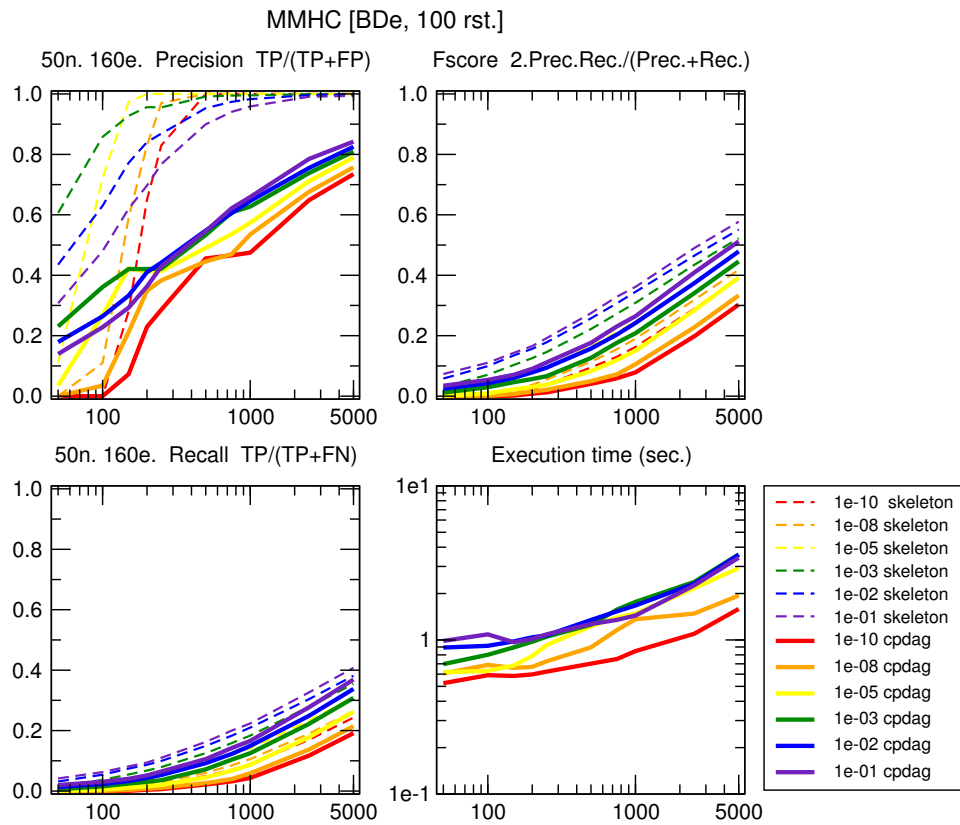 MMHC [BDe, 100 rst.]
50n. 160e. Precision TP/(TP+FP)
1.0
0.8
0.6
0.4
0.2
0.0
100 1000 5000
Fscore 2.Prec.Rec./(Prec.+Rec.)
1.0
0.8
0.6
0.4
0.2
0.0
100 1000 5000
50n. 160e. Recall TP/(TP+FN)
1.0
0.8
0.6
0.4
0.2
0.0
100 1000 5000
Execution time (sec.)
1e1
1
1e-1
100 1000 5000
1e-10 skeleton
1e-08 skeleton
1e-05 skeleton
1e-03 skeleton
1e-02 skeleton
1e-01 skeleton
1e-10 cpdag
1e-08 cpdag
1e-05 cpdag
1e-03 cpdag
1e-02 cpdag
1e-01 cpdag